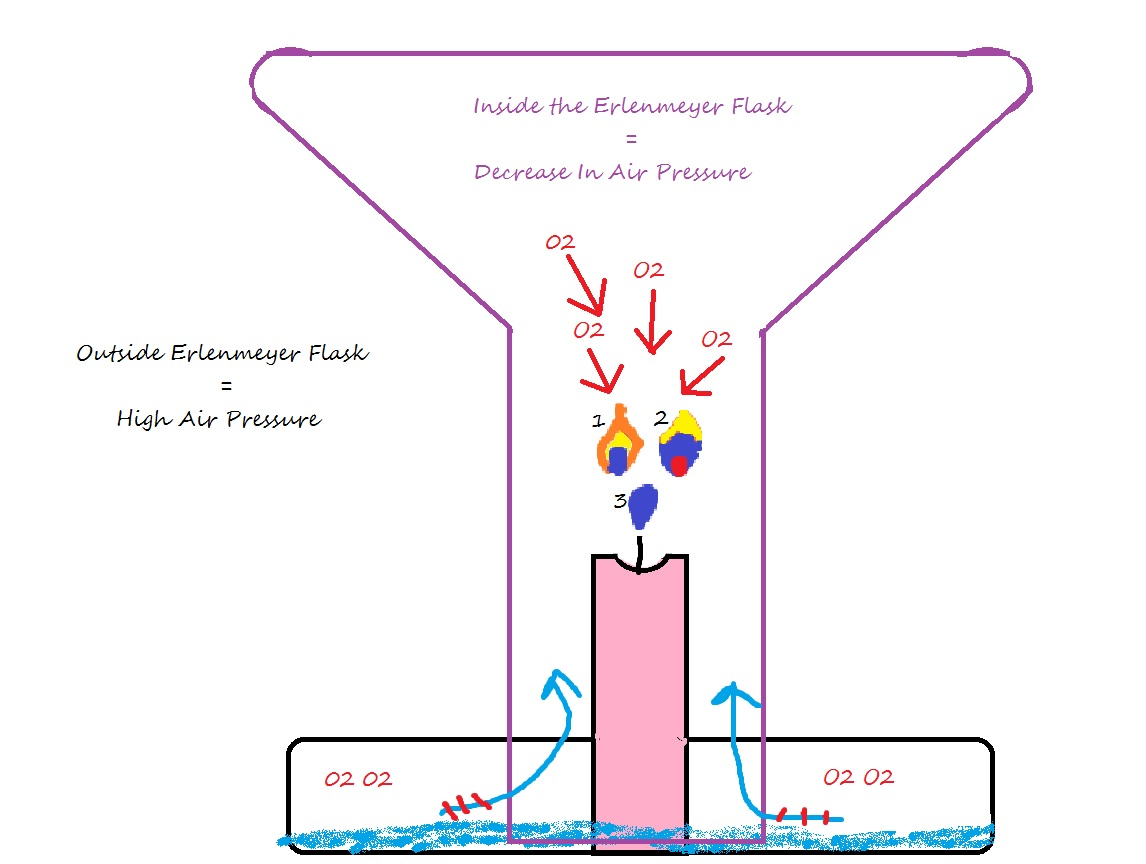 Inside the Erlenmeyer Flask
=
Decrease In Air Pressure
O2
O2
O2
O2
Outside Erlenmeyer Flask
=
High Air Pressure
1
2
3
O2 O2
O2 O2